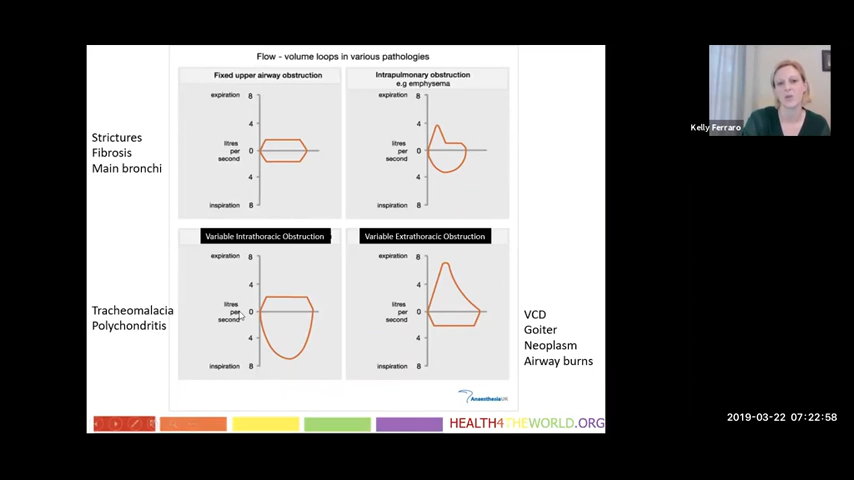 Flow - volume loops in various pathologies
Fixed upper airway obstruction
expiration 8
4
litres per second 0
4
inspiration 8
Intrapulmonary obstruction
e.g emphysema
expiration 8
4
litres per second 0
4
inspiration 8
Strictures
Fibrosis
Main bronchi
Variable Intrathoracic Obstruction
expiration 8
4
litres per second 0
4
inspiration 8
Variable Extrathoracic Obstruction
expiration 8
4
litres per second 0
4
inspiration 8
Tracheomalacia
Polychondritis
VCD
Goiter
Neoplasm
Airway burns
AnaesthesiaUK
HEALTH4THEWORLD.ORG
Kelly Ferraro
2019-03-22 07:22:58